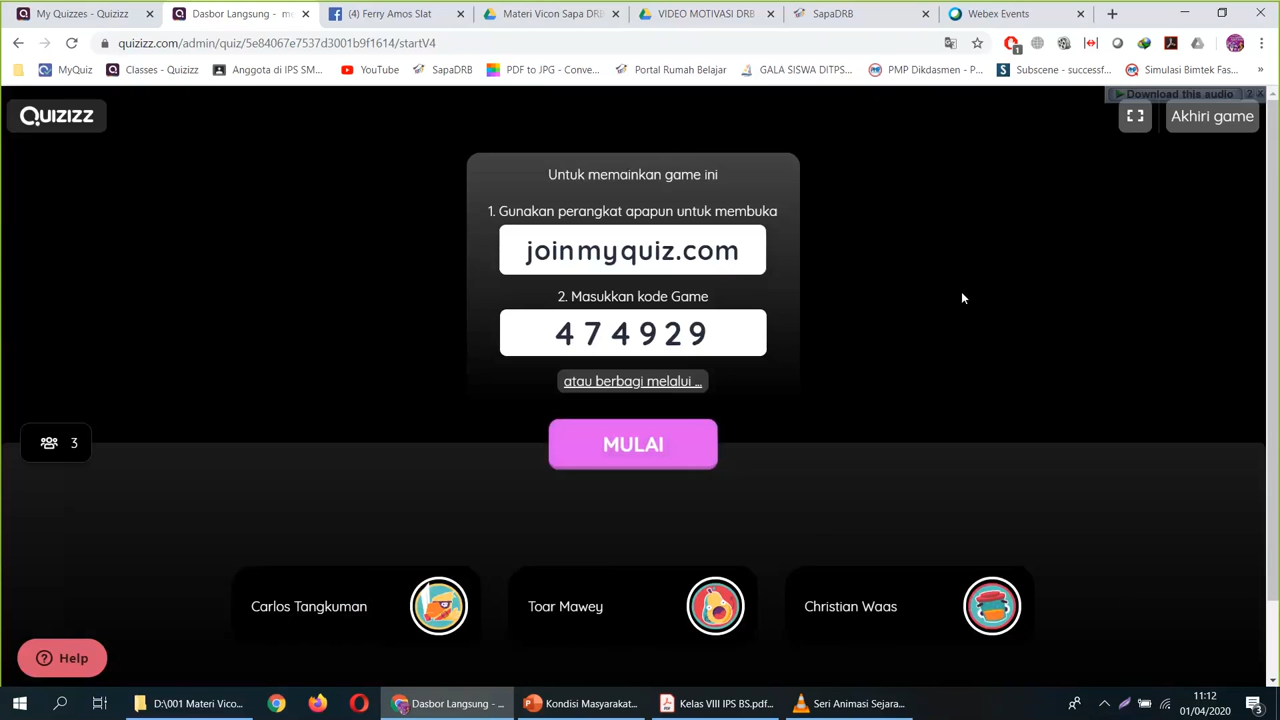 My Quizzes - Quizizz
Dasbor Langsung - me
(4) Ferry Amos Slat
Materi Vicon Sapa DRB
VIDEO MOTIVASI DRB
SapaDRB
Webex Events
quizizz.com/admin/quiz/5e84067e7537d3001b9f1614/startV4
1
MyQuiz
Classes - Quizizz
Anggota di IPS SM...
YouTube
SapaDRB
PDF to JPG - Conve...
Portal Rumah Belajar
GALA SISWA DITPS...
PMP Dikdasmen - P...
Subscene - successf...
Simulasi Bimtek Fas...
»
Download this audio ? x
QUIZIZZ
Akhiri game
Untuk memainkan game ini
1. Gunakan perangkat apapun untuk membuka
joinmyquiz.com
2. Masukkan kode Game
474929
atau berbagi melalui ...
3
MULAI
Carlos Tangkuman
Toar Mawey
Christian Waas
? Help
D:\001 Materi Vico...
Dasbor Langsung - ...
Kondisi Masyarakat...
Kelas VIII IPS BS.pdf...
Seri Animasi Sejara...
11:12
01/04/2020
3